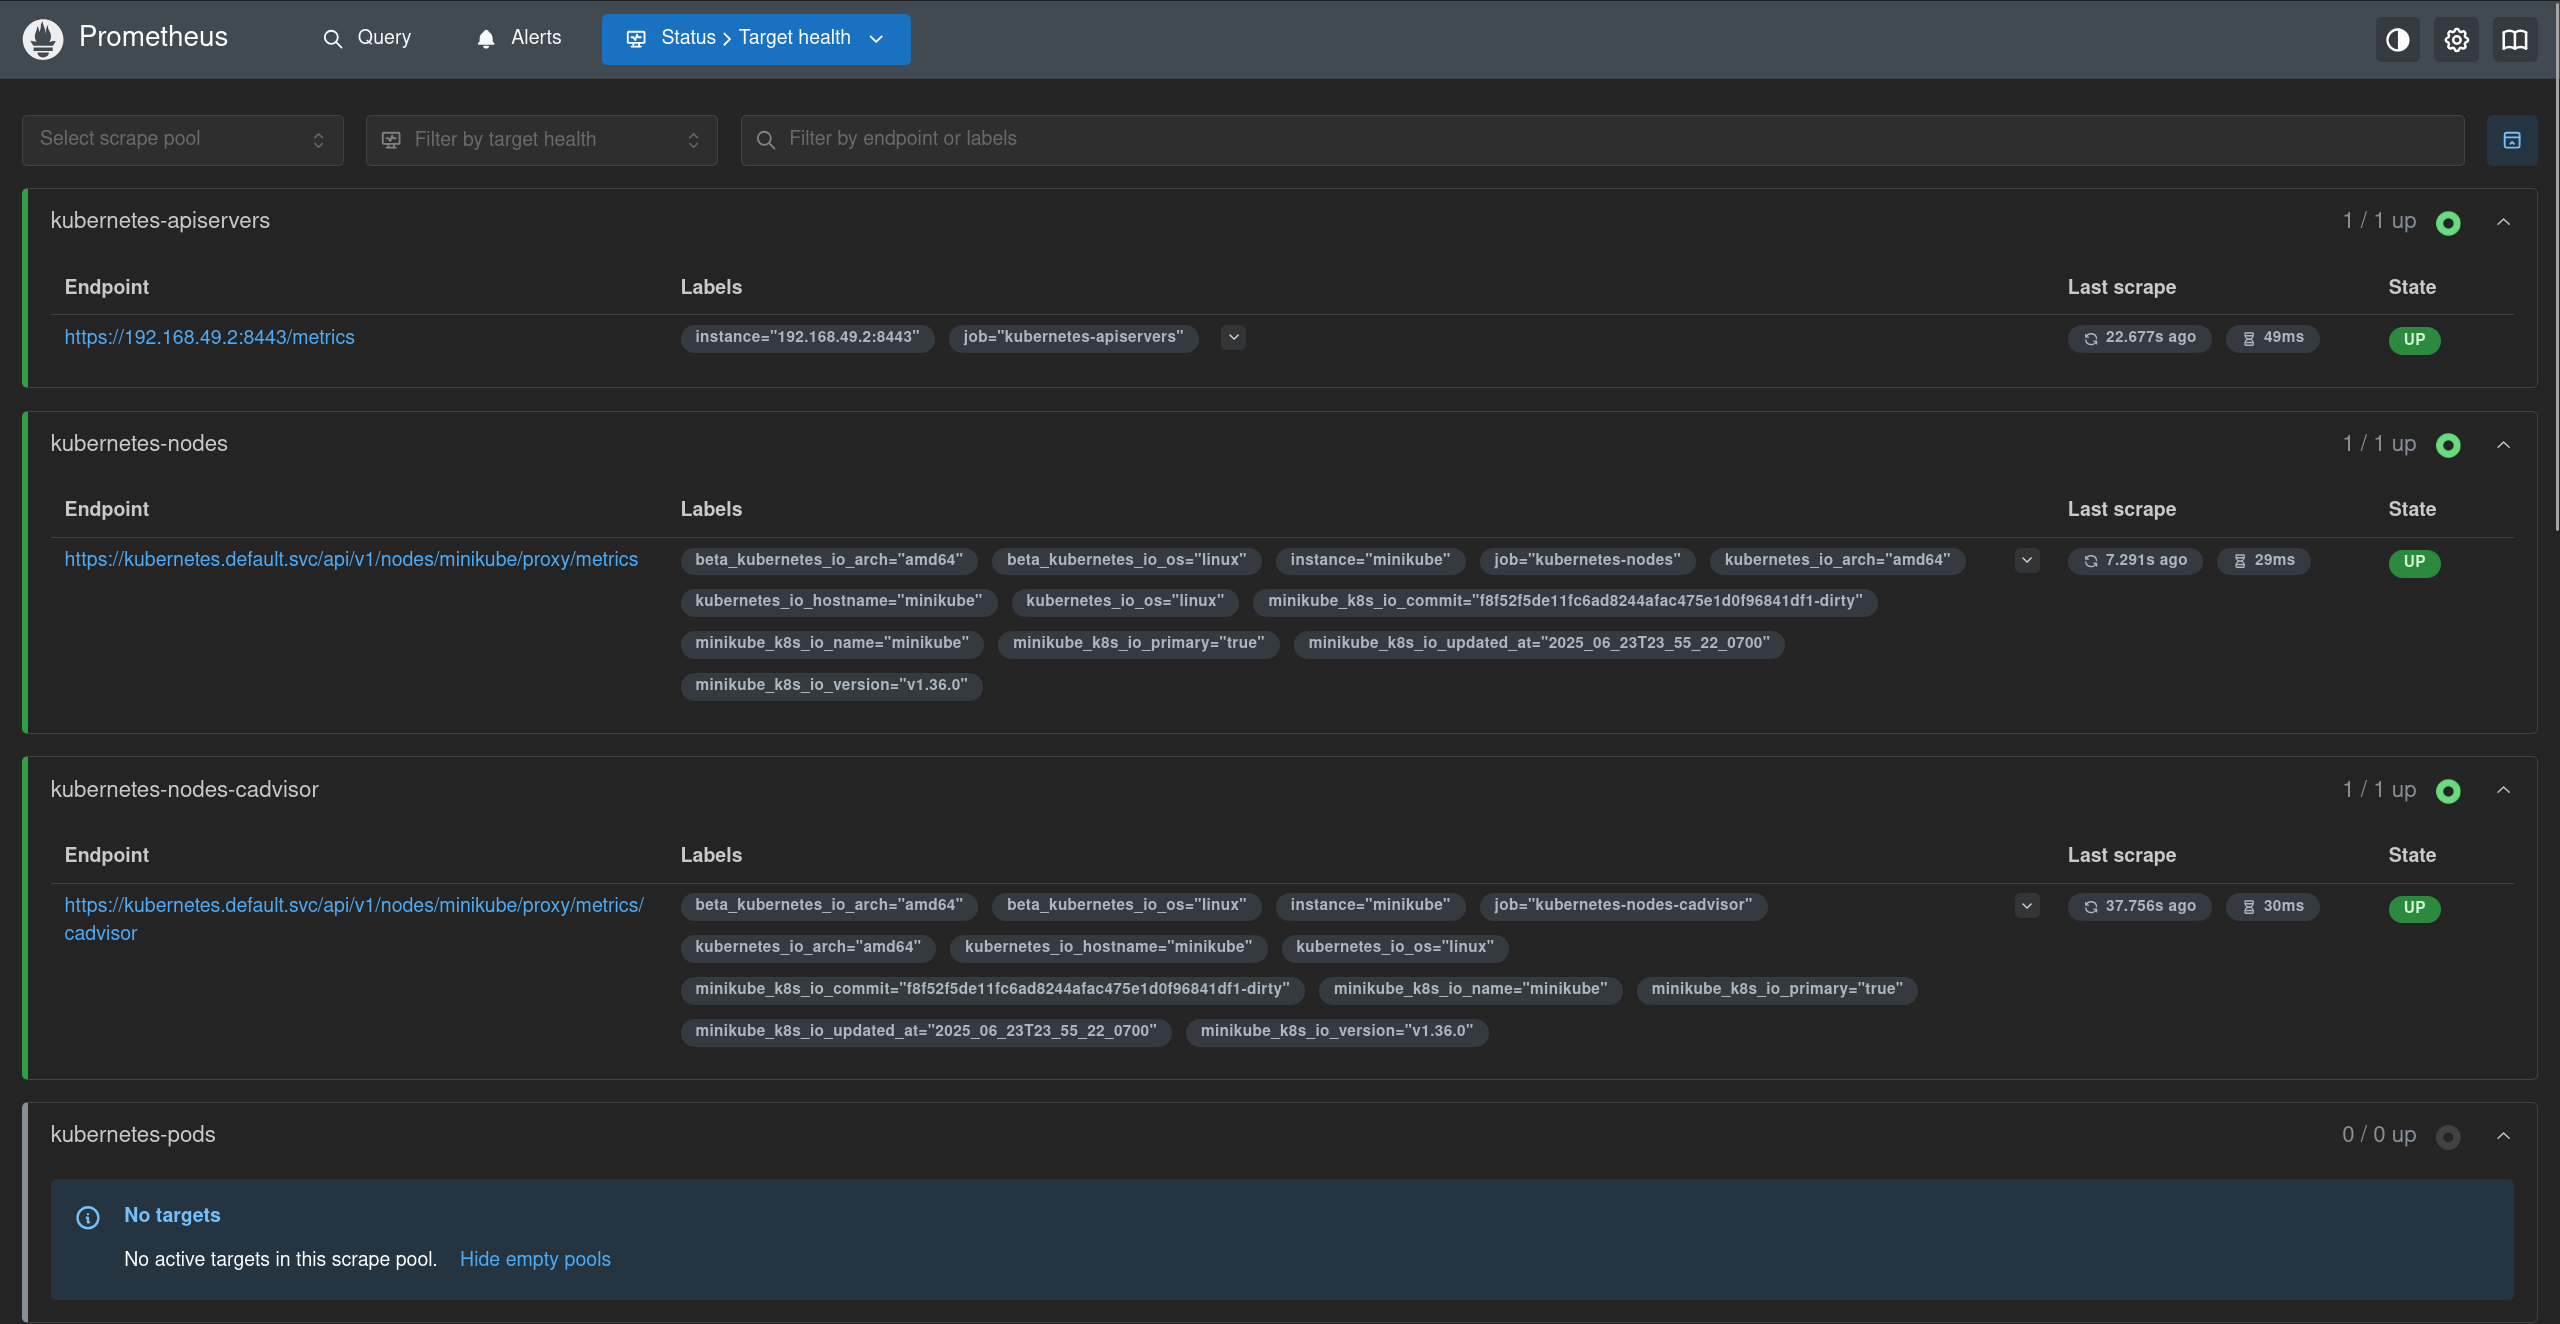 Prometheus Query Alerts Status > Target health
Select scrape pool Filter by target health Filter by endpoint or labels
kubernetes-apiservers 1 / 1 up
Endpoint Labels Last scrape State
https://192.168.49.2:8443/metrics instance="192.168.49.2:8443" job="kubernetes-apiservers" 22.677s ago 49ms UP
kubernetes-nodes 1 / 1 up
Endpoint Labels Last scrape State
https://kubernetes.default.svc/api/v1/nodes/minikube/proxy/metrics beta_kubernetes_io_arch="amd64" beta_kubernetes_io_os="linux" instance="minikube" job="kubernetes-nodes" kubernetes_io_arch="amd64" 7.291s ago 29ms UP
kubernetes_io_hostname="minikube" kubernetes_io_os="linux" minikube_k8s_io_commit="f8f52f5de11fc6ad8244afac475e1d0f96841df1-dirty"
minikube_k8s_io_name="minikube" minikube_k8s_io_primary="true" minikube_k8s_io_updated_at="2025_06_23T23_55_22_0700"
minikube_k8s_io_version="v1.36.0"
kubernetes-nodes-cadvisor 1 / 1 up
Endpoint Labels Last scrape State
https://kubernetes.default.svc/api/v1/nodes/minikube/proxy/metrics/ beta_kubernetes_io_arch="amd64" beta_kubernetes_io_os="linux" instance="minikube" job="kubernetes-nodes-cadvisor" 37.756s ago 30ms UP
cadvisor kubernetes_io_arch="amd64" kubernetes_io_hostname="minikube" kubernetes_io_os="linux"
minikube_k8s_io_commit="f8f52f5de11fc6ad8244afac475e1d0f96841df1-dirty" minikube_k8s_io_name="minikube" minikube_k8s_io_primary="true"
minikube_k8s_io_updated_at="2025_06_23T23_55_22_0700" minikube_k8s_io_version="v1.36.0"
kubernetes-pods 0 / 0 up
No targets
No active targets in this scrape pool. Hide empty pools